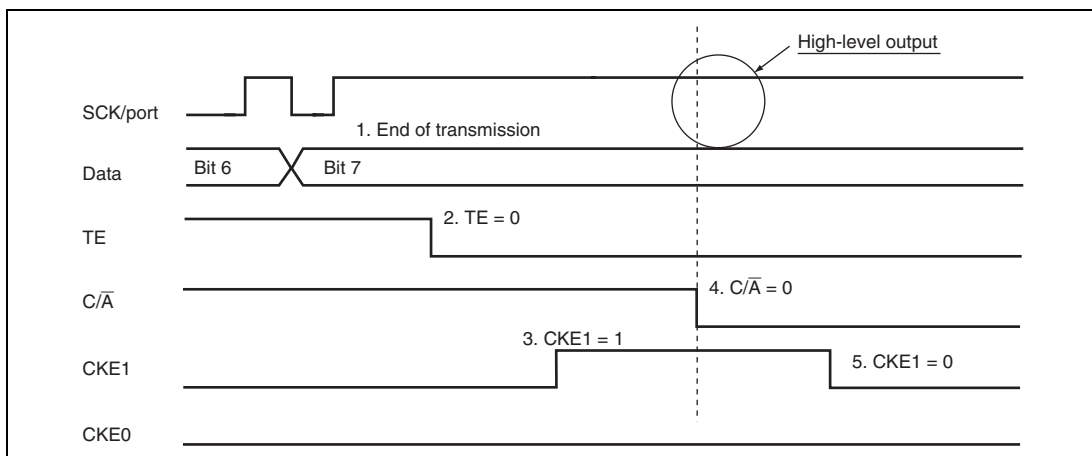 High-level output
SCK/port
1. End of transmission
Data
Bit 6
Bit 7
TE
2. TE = 0
C/A̅
4. C/A̅ = 0
CKE1
3. CKE1 = 1
5. CKE1 = 0
CKE0